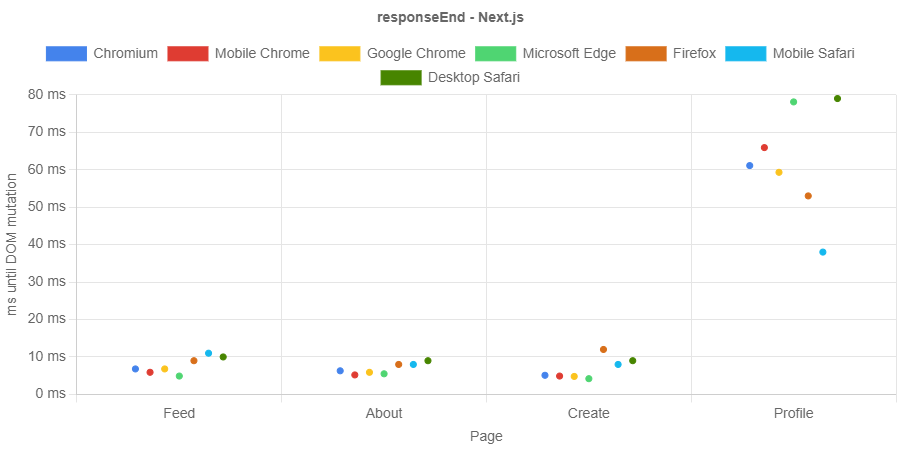 responseEnd - Next.js
Chromium Mobile Chrome Google Chrome Microsoft Edge Firefox Mobile Safari
Desktop Safari
80 ms
70 ms
60 ms
50 ms
40 ms
30 ms
20 ms
10 ms
0 ms
ms until DOM mutation
Feed About Create Profile
Page